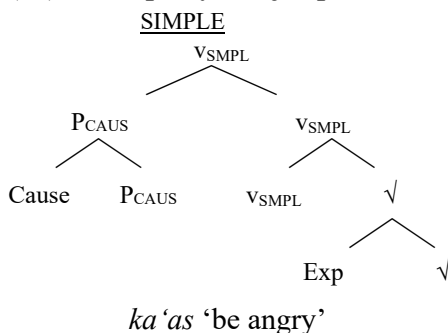 SIMPLE
vSMPL
PCAUS vSMPL
Cause PCAUS vSMPL √
Exp √
ka‘as ‘be angry’